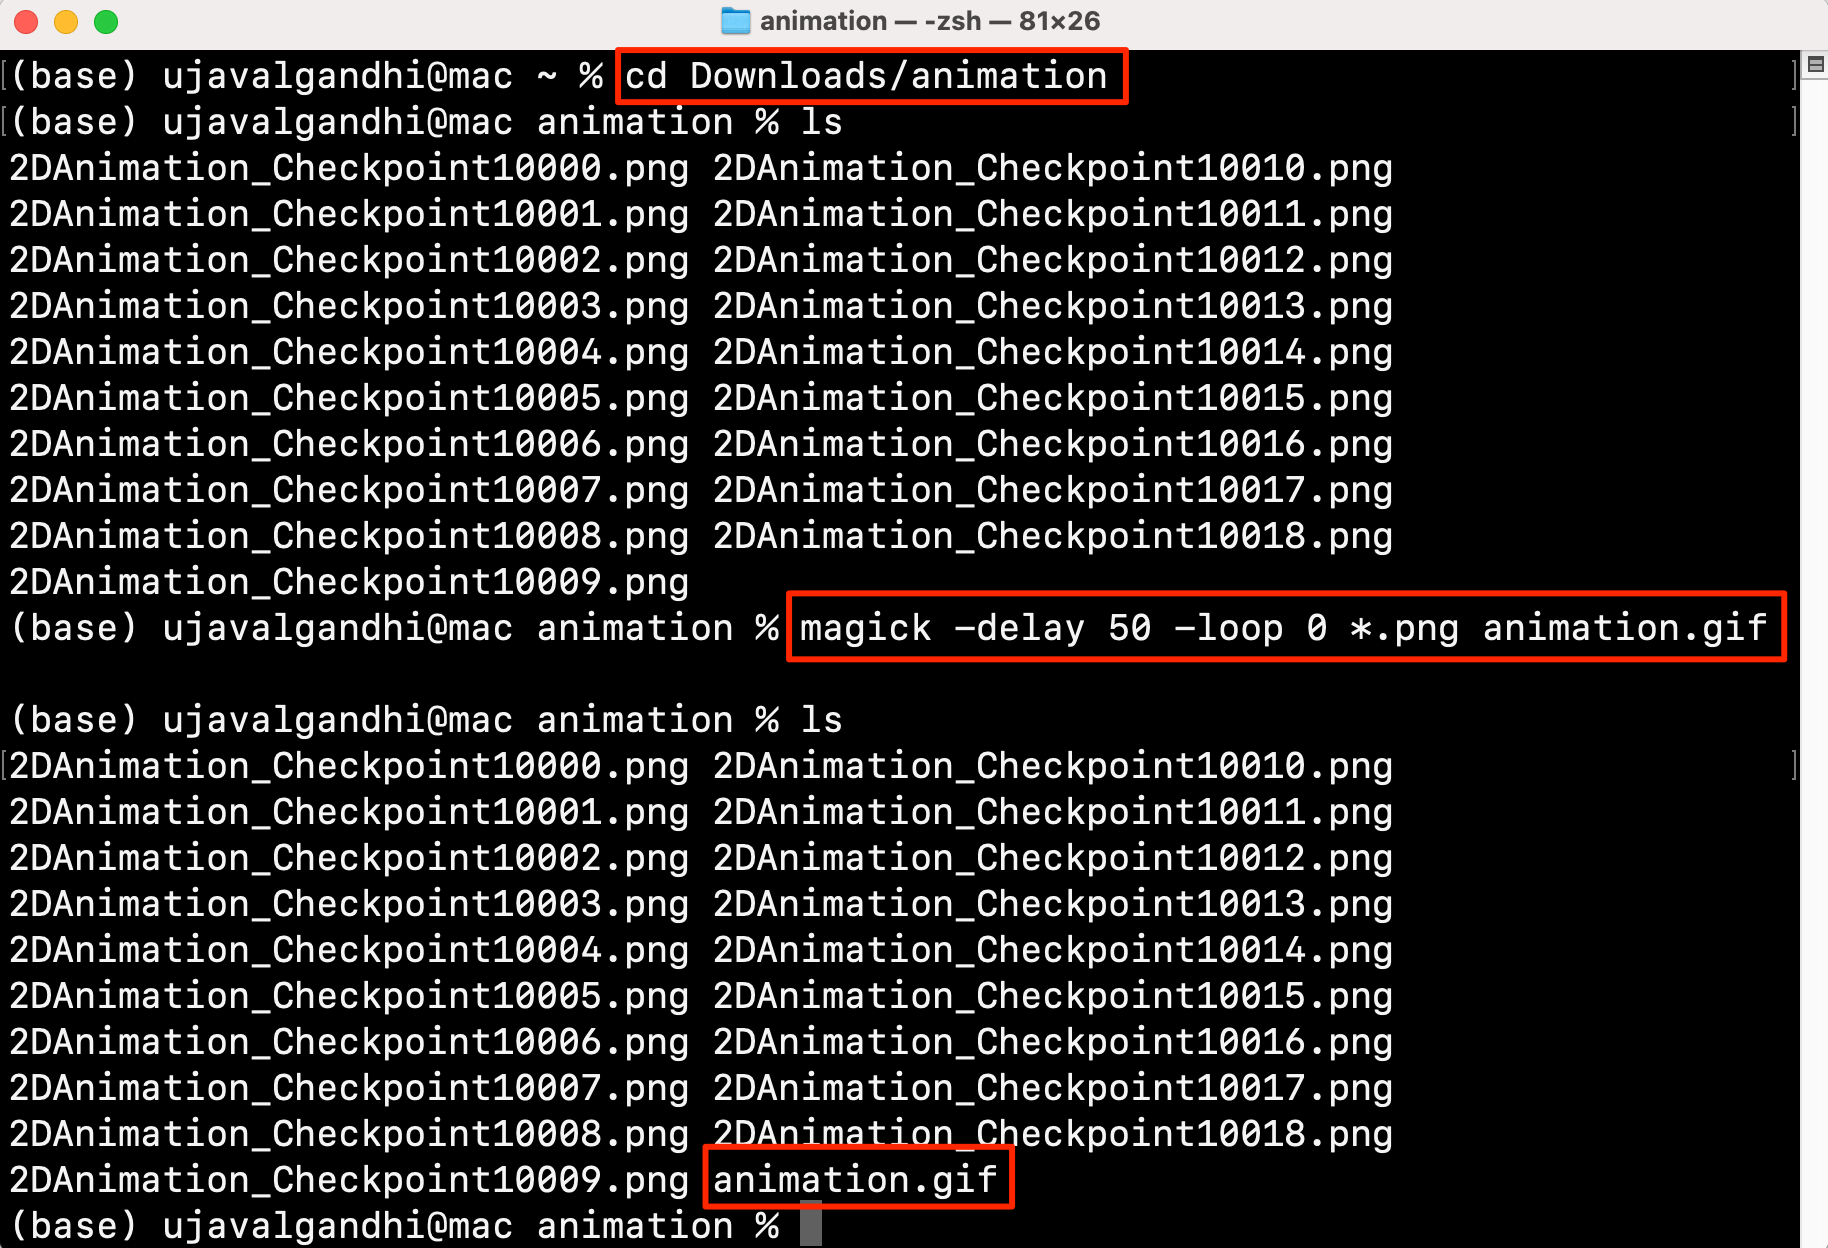 animation — -zsh — 81×26
(base) ujavalgandhi@mac ~ % cd Downloads/animation
(base) ujavalgandhi@mac animation % ls
2DAnimation_Checkpoint10000.png 2DAnimation_Checkpoint10010.png
2DAnimation_Checkpoint10001.png 2DAnimation_Checkpoint10011.png
2DAnimation_Checkpoint10002.png 2DAnimation_Checkpoint10012.png
2DAnimation_Checkpoint10003.png 2DAnimation_Checkpoint10013.png
2DAnimation_Checkpoint10004.png 2DAnimation_Checkpoint10014.png
2DAnimation_Checkpoint10005.png 2DAnimation_Checkpoint10015.png
2DAnimation_Checkpoint10006.png 2DAnimation_Checkpoint10016.png
2DAnimation_Checkpoint10007.png 2DAnimation_Checkpoint10017.png
2DAnimation_Checkpoint10008.png 2DAnimation_Checkpoint10018.png
2DAnimation_Checkpoint10009.png
(base) ujavalgandhi@mac animation % magick -delay 50 -loop 0 *.png animation.gif
(base) ujavalgandhi@mac animation % ls
2DAnimation_Checkpoint10000.png 2DAnimation_Checkpoint10010.png
2DAnimation_Checkpoint10001.png 2DAnimation_Checkpoint10011.png
2DAnimation_Checkpoint10002.png 2DAnimation_Checkpoint10012.png
2DAnimation_Checkpoint10003.png 2DAnimation_Checkpoint10013.png
2DAnimation_Checkpoint10004.png 2DAnimation_Checkpoint10014.png
2DAnimation_Checkpoint10005.png 2DAnimation_Checkpoint10015.png
2DAnimation_Checkpoint10006.png 2DAnimation_Checkpoint10016.png
2DAnimation_Checkpoint10007.png 2DAnimation_Checkpoint10017.png
2DAnimation_Checkpoint10008.png 2DAnimation_Checkpoint10018.png
2DAnimation_Checkpoint10009.png animation.gif
(base) ujavalgandhi@mac animation %